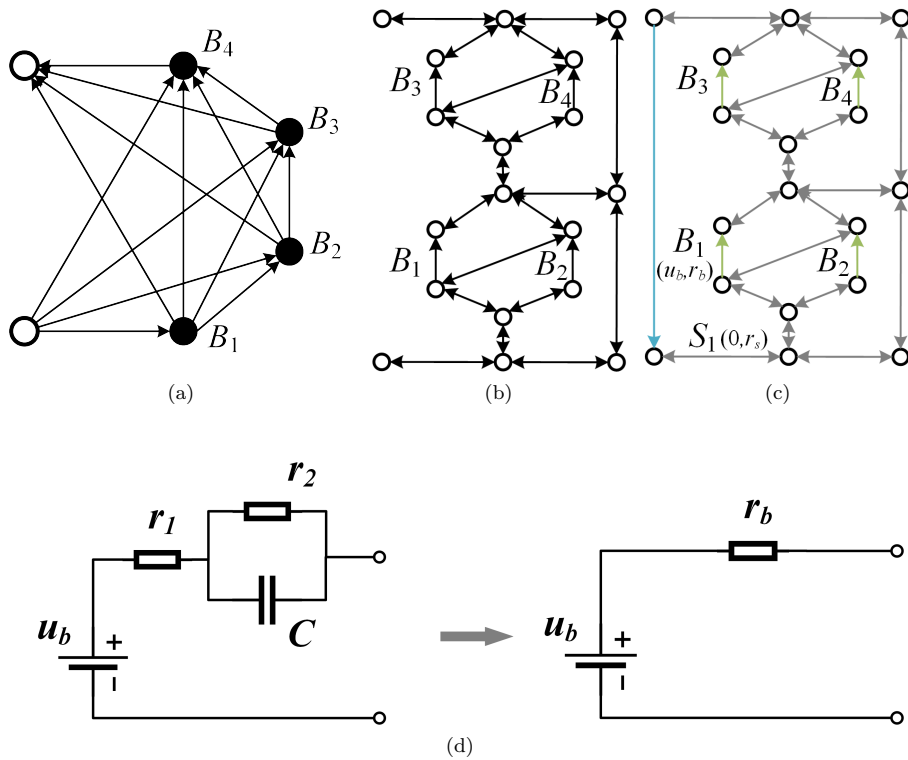 B4
B3
B2
B1
(a)
B3
B4
B1
B2
(b)
B3
B4
B1
(ub,rb)
B2
S1(0,rs)
(c)
r2
r1
C
ub
+
−
rb
ub
+
−
(d)